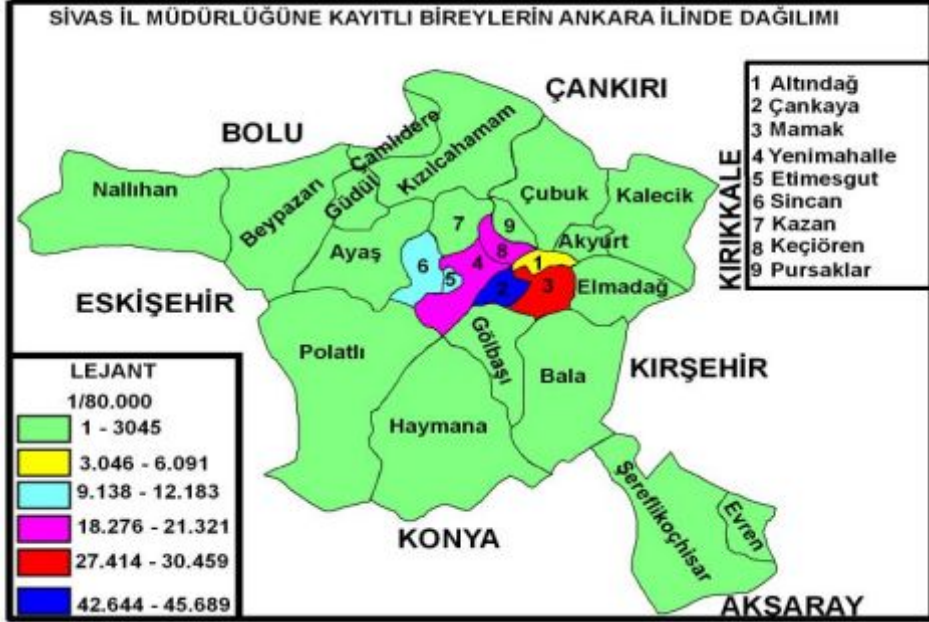 SİVAS İL MÜDÜRLÜĞÜNE KAYITLI BİREYLERİN ANKARA İLİNDE DAĞILIMI
ÇANKIRI
BOLU
KIRIKKALE
ESKİŞEHİR
KIRŞEHİR
KONYA
AKSARAY
Nallıhan
Beypazarı
Çamlıdere
Güdül
Kızılcahamam
Çubuk
Kalecik
Ayaş
Akyurt
Elmadağ
Polatlı
Haymana
Gölbaşı
Bala
Şereflikoçhisar
Evren
7
9
8
6
5
4
1
2
3
1 Altındağ
2 Çankaya
3 Mamak
4 Yenimahalle
5 Etimesgut
6 Sincan
7 Kazan
8 Keçiören
9 Pursaklar
LEJANT
1/80.000
1 - 3045
3.046 - 6.091
9.138 - 12.183
18.276 - 21.321
27.414 - 30.459
42.644 - 45.689